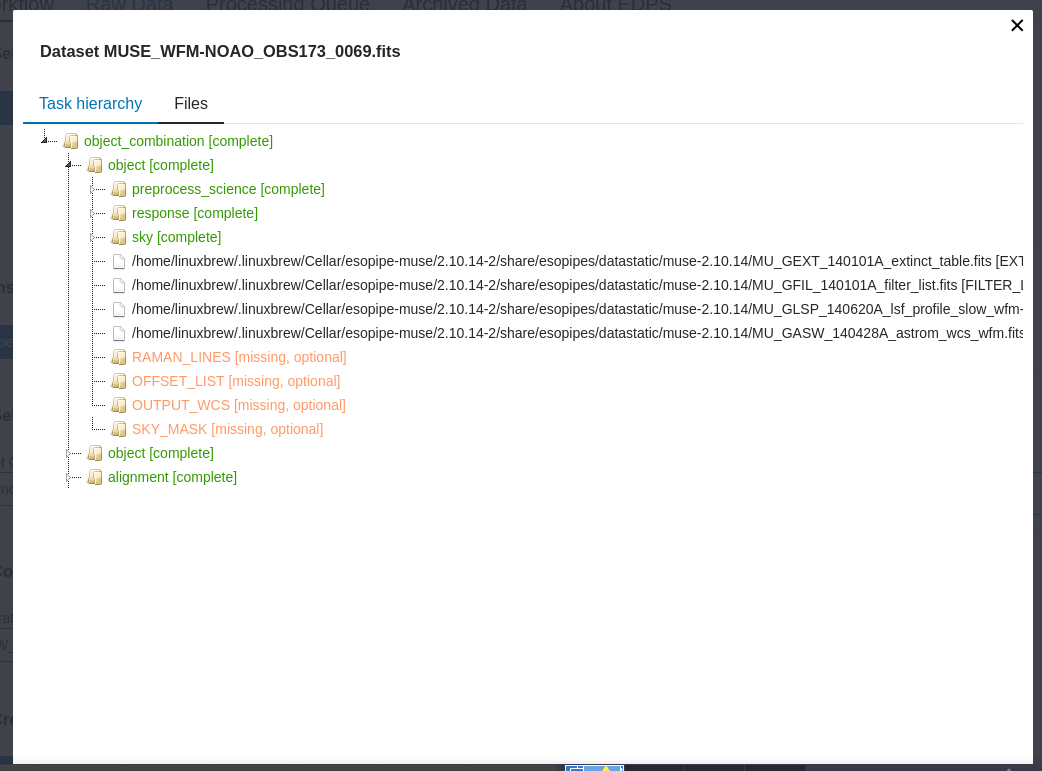 Raw Data Processing Queue Archived Data About EDPS
Dataset MUSE_WFM-NOAO_OBS173_0069.fits
Task hierarchy Files
object_combination [complete]
object [complete]
preprocess_science [complete]
response [complete]
sky [complete]
/home/linuxbrew/.linuxbrew/Cellar/esopipe-muse/2.10.14-2/share/esopipes/datastatic/muse-2.10.14/MU_GEXT_140101A_extinct_table.fits [EXT
/home/linuxbrew/.linuxbrew/Cellar/esopipe-muse/2.10.14-2/share/esopipes/datastatic/muse-2.10.14/MU_GFIL_140101A_filter_list.fits [FILTER_L
/home/linuxbrew/.linuxbrew/Cellar/esopipe-muse/2.10.14-2/share/esopipes/datastatic/muse-2.10.14/MU_GLSP_140620A_lsf_profile_slow_wfm-
/home/linuxbrew/.linuxbrew/Cellar/esopipe-muse/2.10.14-2/share/esopipes/datastatic/muse-2.10.14/MU_GASW_140428A_astrom_wcs_wfm.fits
RAMAN_LINES [missing, optional]
OFFSET_LIST [missing, optional]
OUTPUT_WCS [missing, optional]
SKY_MASK [missing, optional]
object [complete]
alignment [complete]